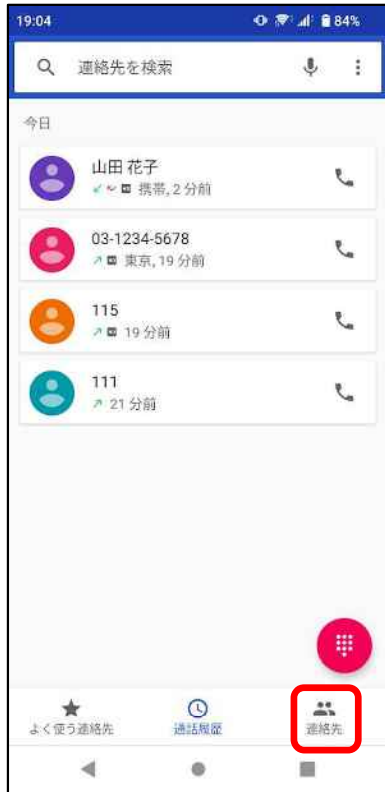 19:04 84%
連絡先を検索
今日
山田 花子
携帯, 2 分前
03-1234-5678
東京, 19 分前
115
19 分前
111
21 分前
よく使う連絡先 通話履歴 連絡先